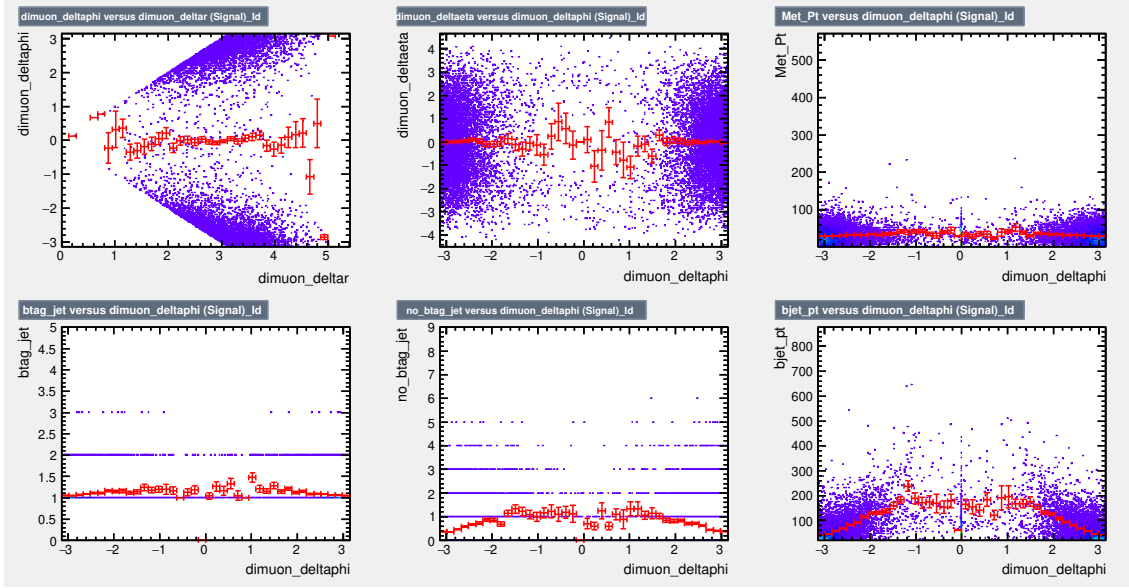 dimuon_deltaphi versus dimuon_deltar (Signal)_Id
dimuon_deltaphi
3
2
1
0
−1
−2
−3
0 1 2 3 4 5
dimuon_deltar
dimuon_deltaeta versus dimuon_deltaphi (Signal)_Id
dimuon_deltaeta
4
3
2
1
0
−1
−2
−3
−4
−3 −2 −1 0 1 2 3
dimuon_deltaphi
Met_Pt versus dimuon_deltaphi (Signal)_Id
Met_Pt
500
400
300
200
100
−3 −2 −1 0 1 2 3
dimuon_deltaphi
btag_jet versus dimuon_deltaphi (Signal)_Id
btag_jet
5
4.5
4
3.5
3
2.5
2
1.5
1
0.5
0
−3 −2 −1 0 1 2 3
dimuon_deltaphi
no_btag_jet versus dimuon_deltaphi (Signal)_Id
no_btag_jet
9
8
7
6
5
4
3
2
1
0
−3 −2 −1 0 1 2 3
dimuon_deltaphi
bjet_pt versus dimuon_deltaphi (Signal)_Id
bjet_pt
800
700
600
500
400
300
200
100
−3 −2 −1 0 1 2 3
dimuon_deltaphi